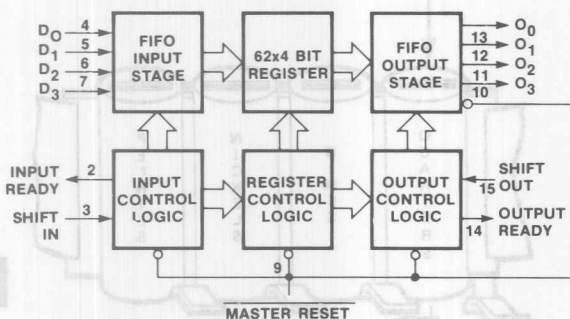 D0 4
D1 5
D2 6
D3 7
FIFO
INPUT
STAGE
62x4 BIT
REGISTER
FIFO
OUTPUT
STAGE
O0
13 O1
12 O2
11 O3
10
INPUT
READY
2
SHIFT
IN
3
INPUT
CONTROL
LOGIC
REGISTER
CONTROL
LOGIC
OUTPUT
CONTROL
LOGIC
SHIFT
OUT
15
OUTPUT
READY
14
9
MASTER RESET